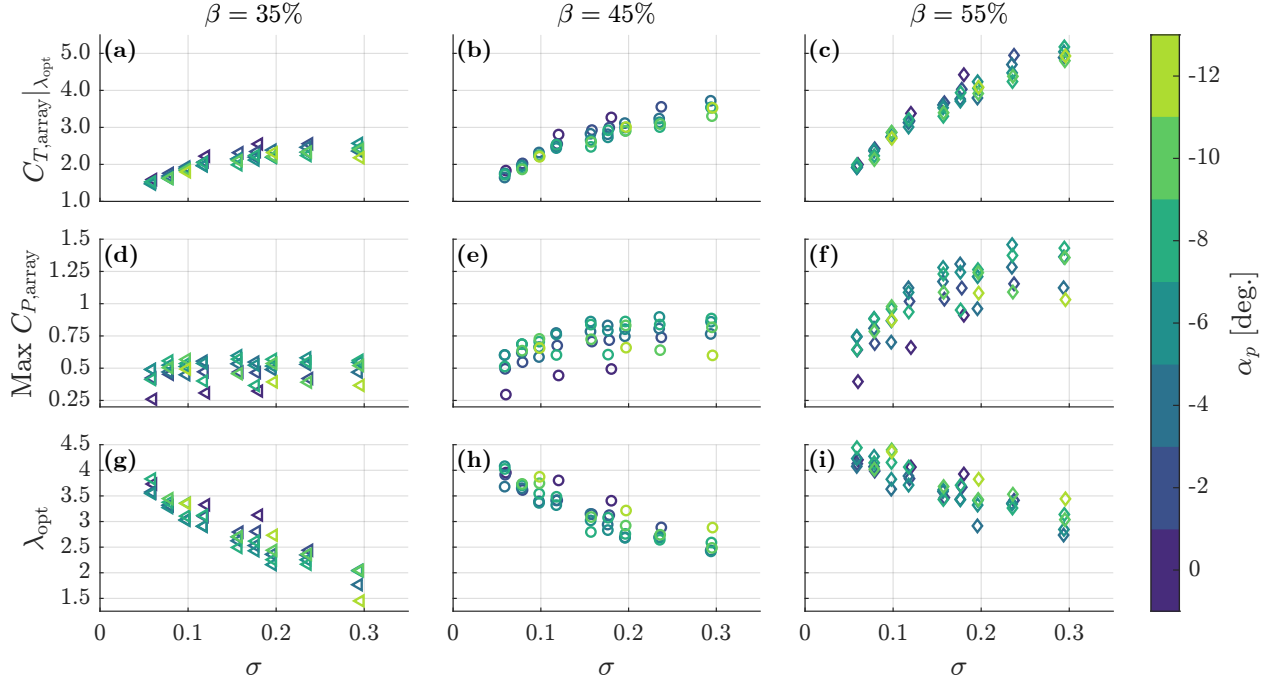 β = 35%
β = 45%
β = 55%
(a)
(b)
(c)
5.0
4.0
3.0
2.0
1.0
C_{T,array}|_{λ_opt}
(d)
(e)
(f)
1.5
1.25
1
0.75
0.5
0.25
Max C_{P,array}
(g)
(h)
(i)
4.5
4
3.5
3
2.5
2
1.5
λ_opt
0 0.1 0.2 0.3
0 0.1 0.2 0.3
0 0.1 0.2 0.3
σ
σ
σ
-12
-10
-8
-6
-4
-2
0
α_p [deg.]